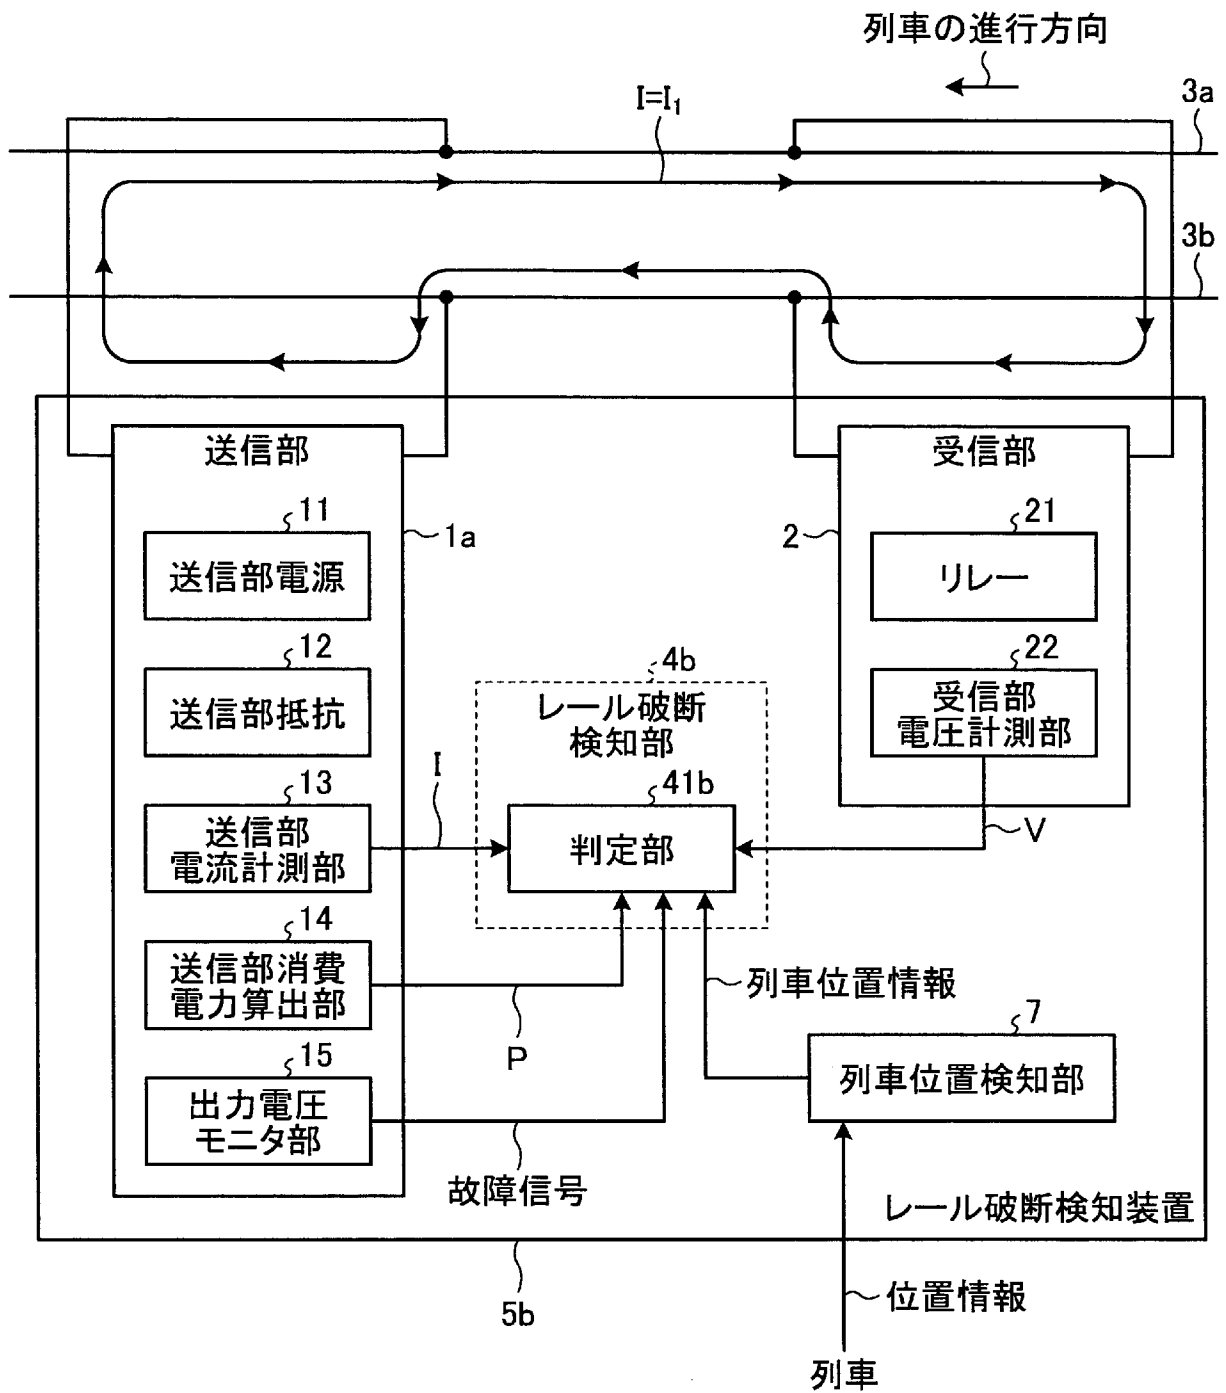 列車の進行方向
I=I₁
3a
3b
送信部
受信部
11
1a
送信部電源
2
21
リレー
12
送信部抵抗
4b
レール破断
検知部
22
受信部
電圧計測部
13
送信部
電流計測部
I
41b
判定部
V
14
送信部消費
電力算出部
P
列車位置情報
7
列車位置検知部
15
出力電圧
モニタ部
故障信号
レール破断検知装置
5b
位置情報
列車